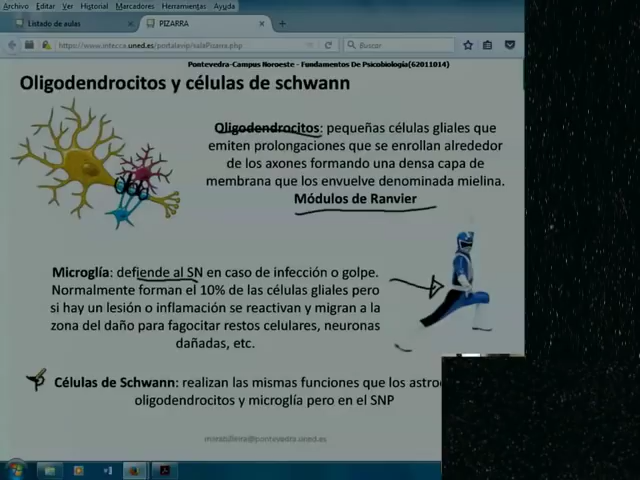 Archivo Editar Ver Historial Marcadores Herramientas Ayuda
Listado de aulas
PIZARRA
https://www.intecca.uned.es/portalevip/salaPizarra.php
Buscar
Pontevedra-Campus Noroeste - Fundamentos De Psicobiología(62011014)
Oligodendrocitos y células de schwann
Oligodendrocitos: pequeñas células gliales que
emiten prolongaciones que se enrollan alrededor
de los axones formando una densa capa de
membrana que los envuelve denominada mielina.
Módulos de Ranvier
Microglía: defiende al SN en caso de infección o golpe.
Normalmente forman el 10% de las células gliales pero
si hay un lesión o inflamación se reactivan y migran a la
zona del daño para fagocitar restos celulares, neuronas
dañadas, etc.
Células de Schwann: realizan las mismas funciones que los astroc
oligodendrocitos y microglía pero en el SNP